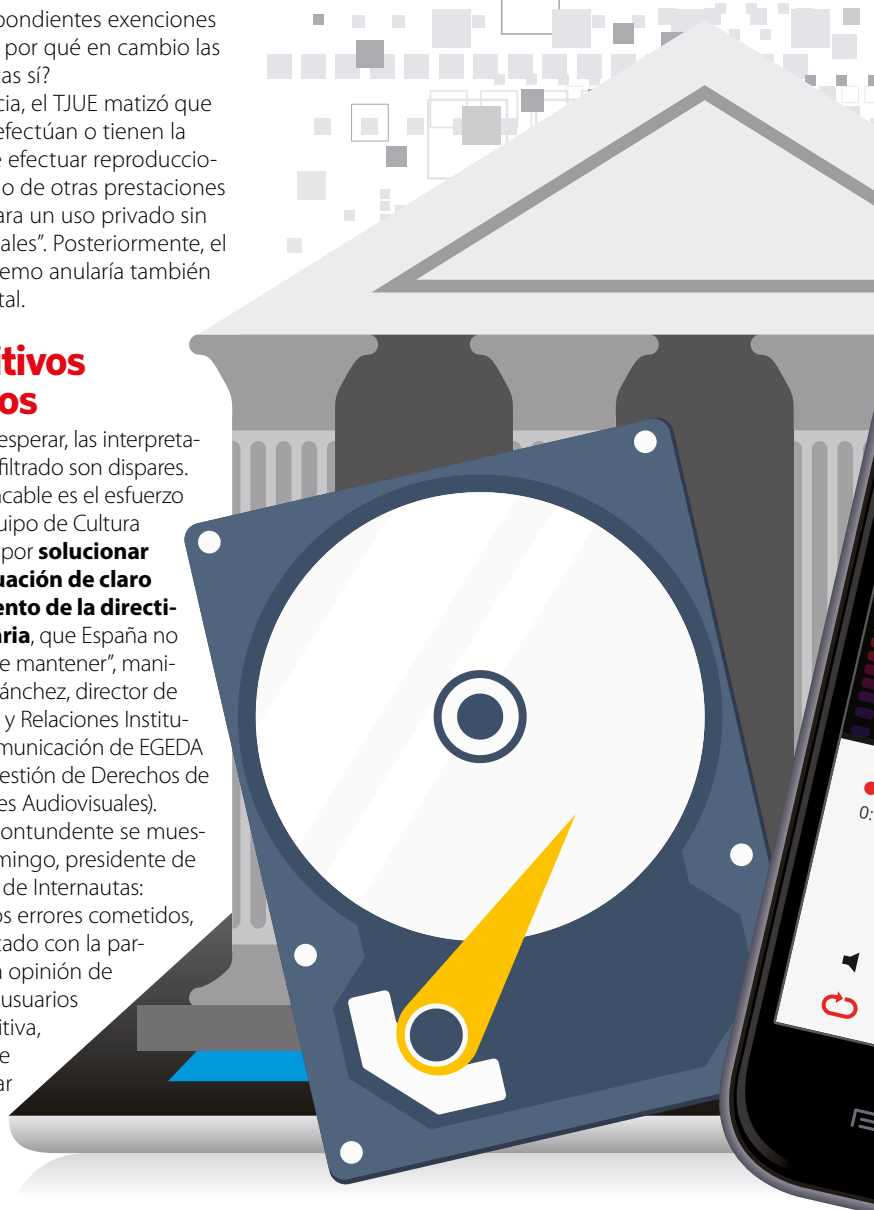 pondientes exenciones
por qué en cambio las
as sí?
cia, el TJUE matizó que
efectúan o tienen la
e efectuar reproduccio-
o de otras prestaciones
ara un uso privado sin
ales”. Posteriormente, el
emo anularía también
tal.
itivos
os
esperar, las interpreta-
filtrado son dispares.
cable es el esfuerzo
uipo de Cultura
por solucionar
uación de claro
ento de la directi-
aria, que España no
e mantener”, mani-
ánchez, director de
y Relaciones Institu-
municación de EGEDA
estión de Derechos de
es Audiovisuales).
ontundente se mues-
mingo, presidente de
de Internautas:
os errores cometidos,
tado con la par-
a opinión de
usuarios
itiva,
e
ar
0: